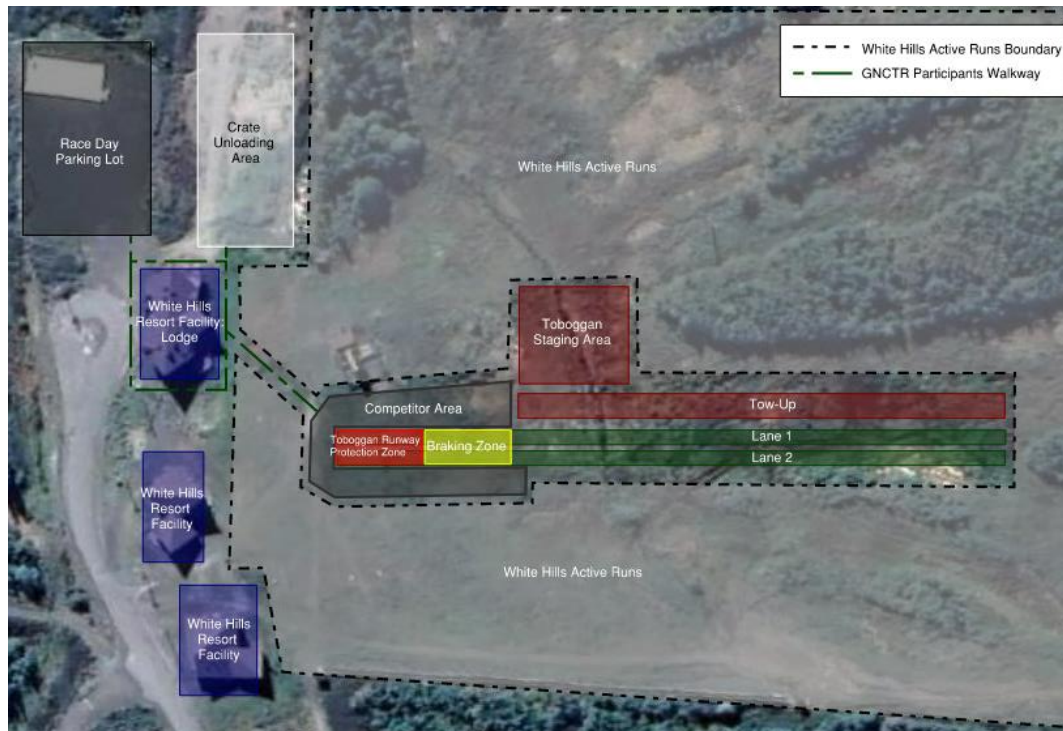 White Hills Active Runs Boundary
GNCTR Participants Walkway
Race Day
Parking Lot
Crate
Unloading
Area
White Hills Active Runs
White Hills
Resort Facility:
Lodge
Toboggan
Staging Area
Competitor Area
Tow-Up
Toboggan Runway
Protection Zone
Braking Zone
Lane 1
Lane 2
White Hills
Resort
Facility
White Hills Active Runs
White Hills
Resort
Facility